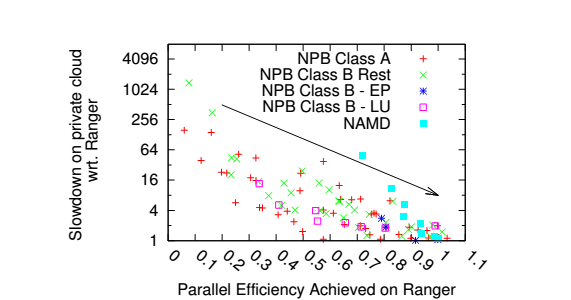 Slowdown on private cloud
wrt. Ranger
4096
1024
256
64
16
4
1
NPB Class A
NPB Class B Rest
NPB Class B - EP
NPB Class B - LU
NAMD
0 0.1 0.2 0.3 0.4 0.5 0.6 0.7 0.8 0.9 1 1.1
Parallel Efficiency Achieved on Ranger